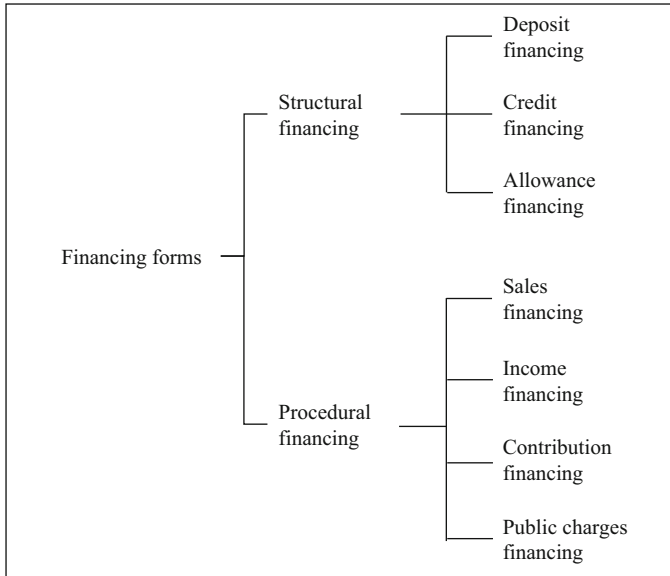 Financing forms
Structural
financing
Deposit
financing
Credit
financing
Allowance
financing
Procedural
financing
Sales
financing
Income
financing
Contribution
financing
Public charges
financing